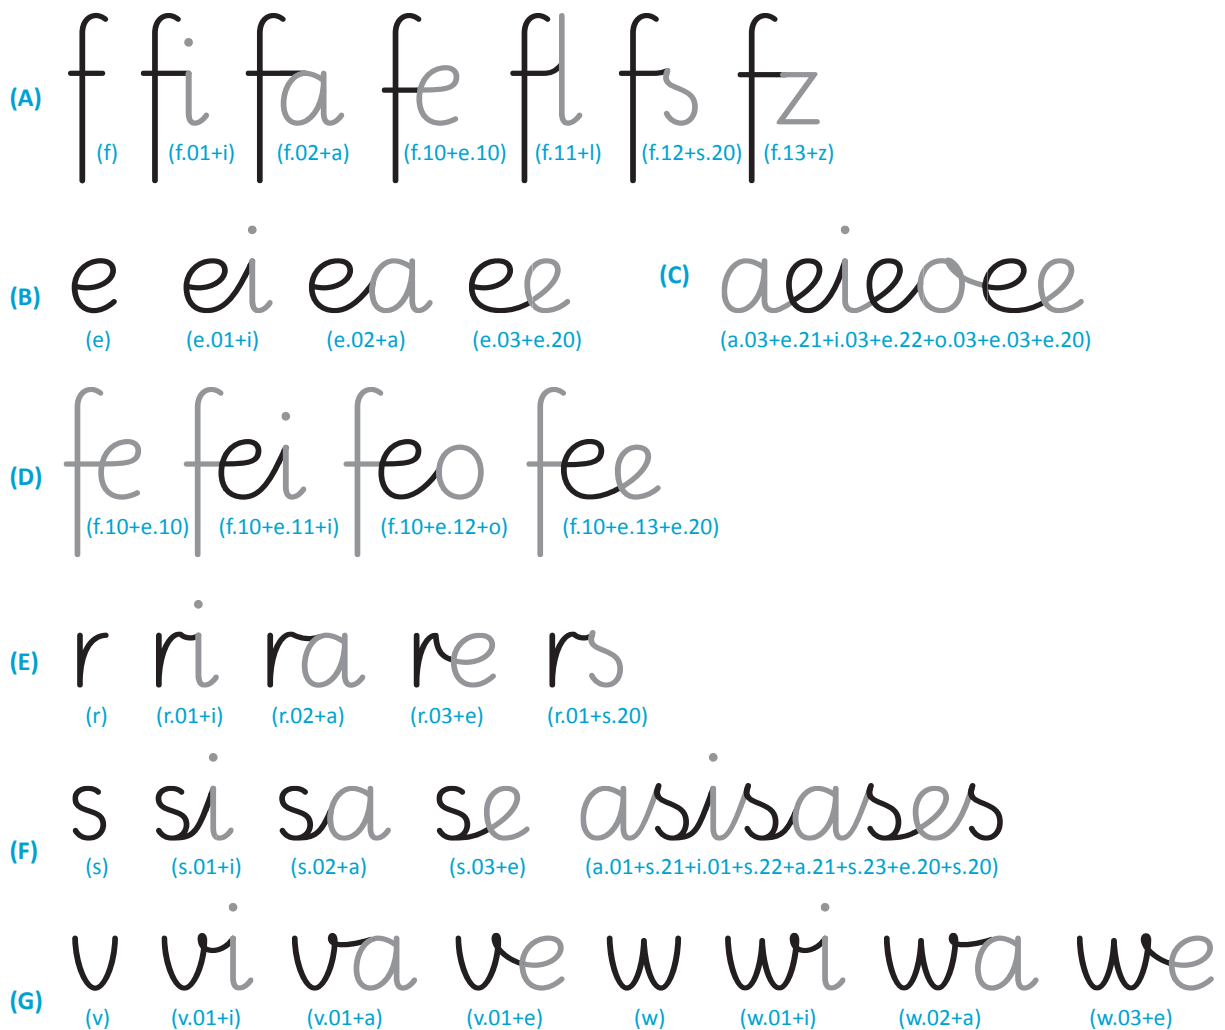 (A) f fi fa fe fl fs fz
(f) (f.01+i) (f.02+a) (f.10+e.10) (f.11+l) (f.12+s.20) (f.13+z)
(B) e ei ea ee (C) aeieoee
(e) (e.01+i) (e.02+a) (e.03+e.20) (a.03+e.21+i.03+e.22+o.03+e.03+e.20)
(D) fe fei feo fee
(f.10+e.10) (f.10+e.11+i) (f.10+e.12+o) (f.10+e.13+e.20)
(E) r ri ra re rs
(r) (r.01+i) (r.02+a) (r.03+e) (r.01+s.20)
(F) s si sa se asisases
(s) (s.01+i) (s.02+a) (s.03+e) (a.01+s.21+i.01+s.22+a.21+s.23+e.20+s.20)
(G) v vi va ve w wi wa we
(v) (v.01+i) (v.01+a) (v.01+e) (w) (w.01+i) (w.02+a) (w.03+e)